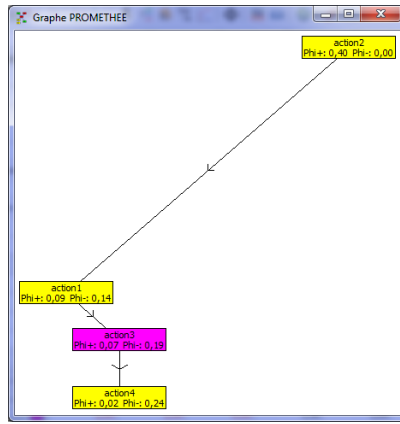 Graphe PROMETHEE
action2
Phi+: 0,40 Phi-: 0,00
action1
Phi+: 0,09 Phi-: 0,14
action3
Phi+: 0,07 Phi-: 0,19
action4
Phi+: 0,02 Phi-: 0,24